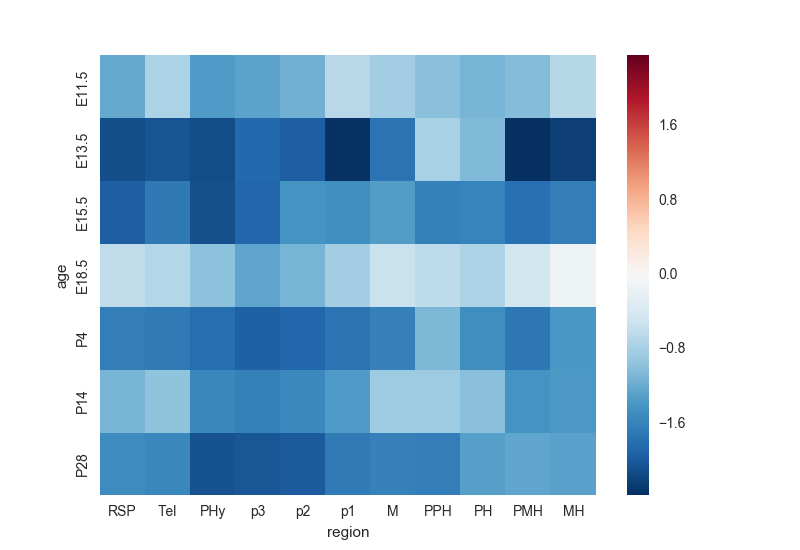 E11.5
E13.5
E15.5
E18.5
P4
P14
P28
age
RSP Tel PHy p3 p2 p1 M PPH PH PMH MH
region
1.6
0.8
0.0
−0.8
−1.6